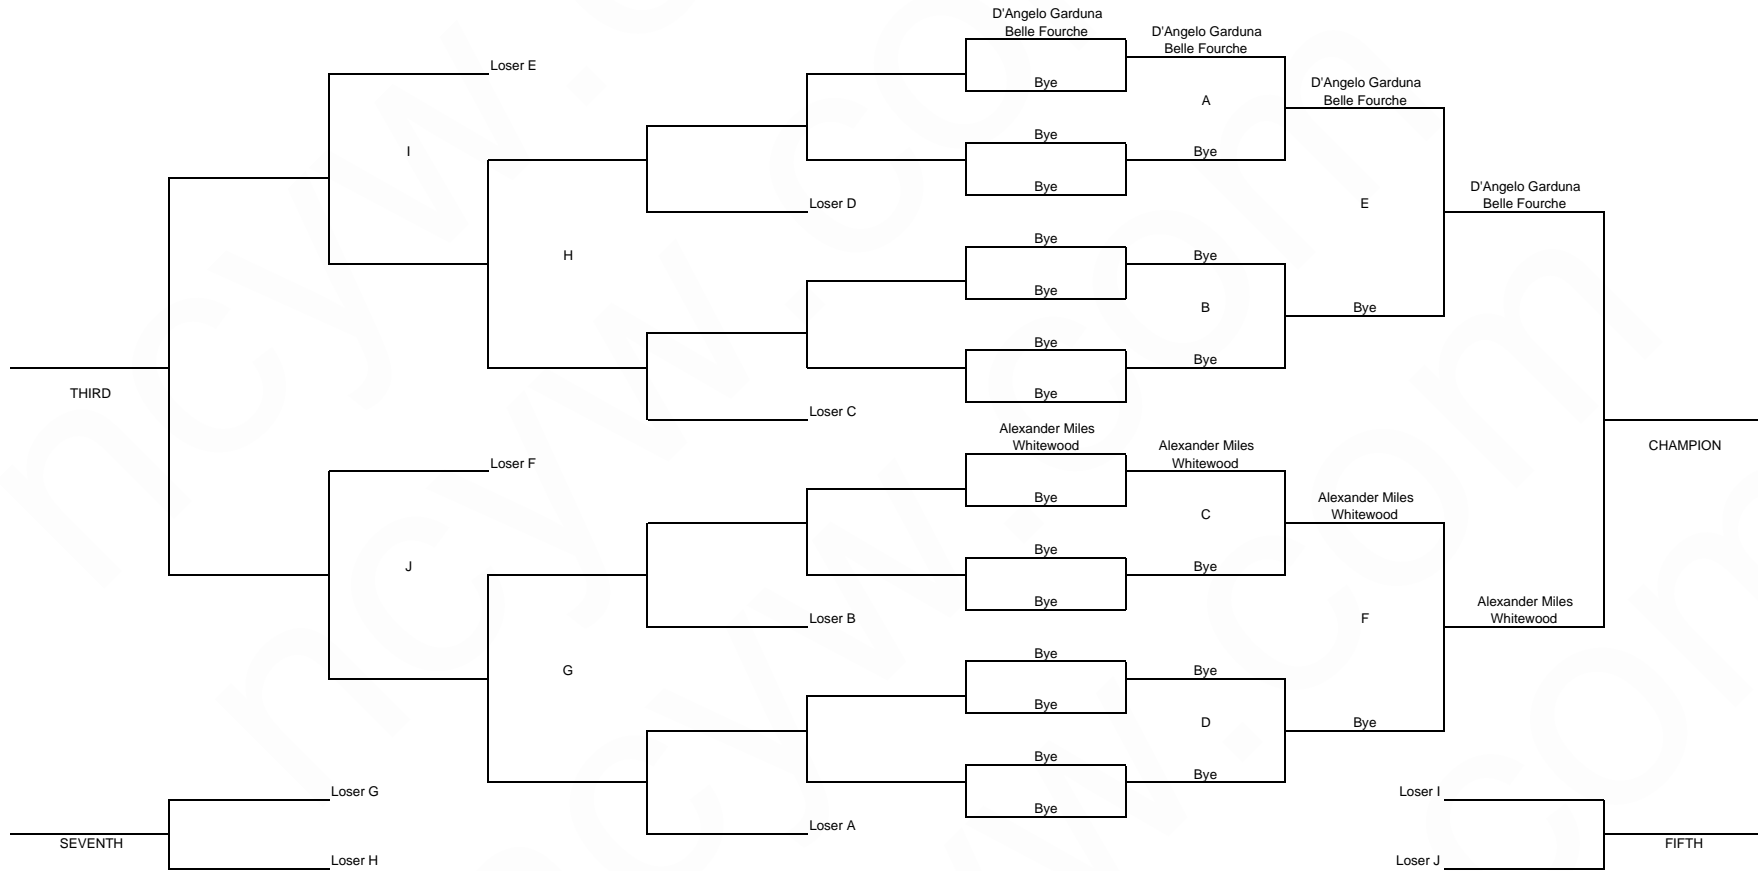 D'Angelo Garduna
Belle Fourche
D'Angelo Garduna
Belle Fourche
Loser E
Bye
D'Angelo Garduna
Belle Fourche
A
Bye
I
Bye
Bye
D'Angelo Garduna
Belle Fourche
Loser D
E
Bye
H
Bye
Bye
B
Bye
Bye
Bye
THIRD
Bye
Loser C
Alexander Miles
Whitewood
Alexander Miles
Whitewood
CHAMPION
Loser F
Bye
Alexander Miles
Whitewood
C
Bye
J
Bye
Bye
Alexander Miles
Whitewood
Loser B
F
Bye
G
Bye
Bye
D
Bye
Bye
Bye
Loser G
Loser I
Bye
Loser A
SEVENTH
FIFTH
Loser H
Loser J